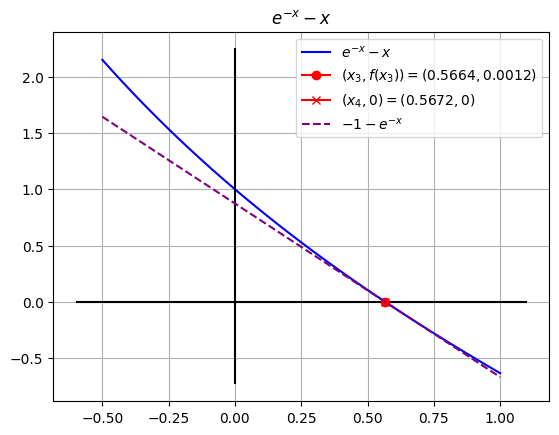 $e^{-x} - x$
$e^{-x} - x$
$(x_3, f(x_3)) = (0.5664, 0.0012)$
$(x_4, 0) = (0.5672, 0)$
$-1 - e^{-x}$
2.0
1.5
1.0
0.5
0.0
−0.5
−0.50 −0.25 0.00 0.25 0.50 0.75 1.00